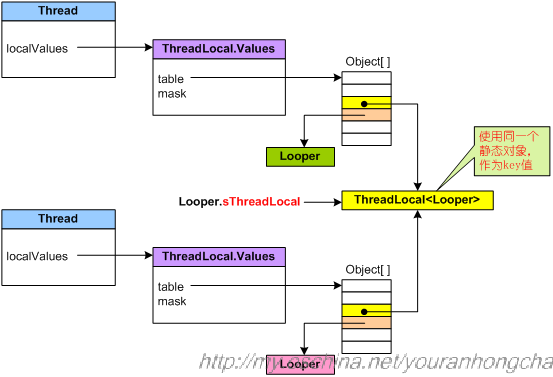 Thread
localValues
ThreadLocal.Values
table
mask
Object[ ]
Looper
使用同一个
静态对象,
作为key值
Looper.sThreadLocal
ThreadLocal<Looper>
Thread
localValues
ThreadLocal.Values
table
mask
Object[ ]
Looper
http://my.oschina.net/youranhongcha